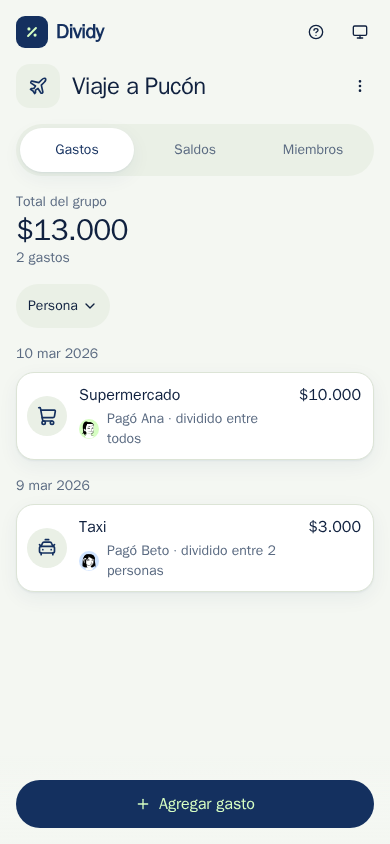 Dividy
Viaje a Pucón
Gastos
Saldos
Miembros
Total del grupo
$13.000
2 gastos
Persona
10 mar 2026
Supermercado
$10.000
Pagó Ana · dividido entre
todos
9 mar 2026
Taxi
$3.000
Pagó Beto · dividido entre 2
personas
Agregar gasto